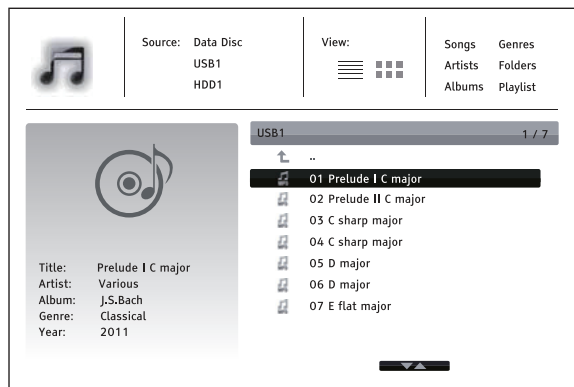 Source: Data Disc
USB1
HDD1
View:
Songs Genres
Artists Folders
Albums Playlist
USB1 1 / 7
..
01 Prelude I C major
02 Prelude II C major
03 C sharp major
04 C sharp major
05 D major
06 D major
07 E flat major
Title: Prelude I C major
Artist: Various
Album: J.S.Bach
Genre: Classical
Year: 2011